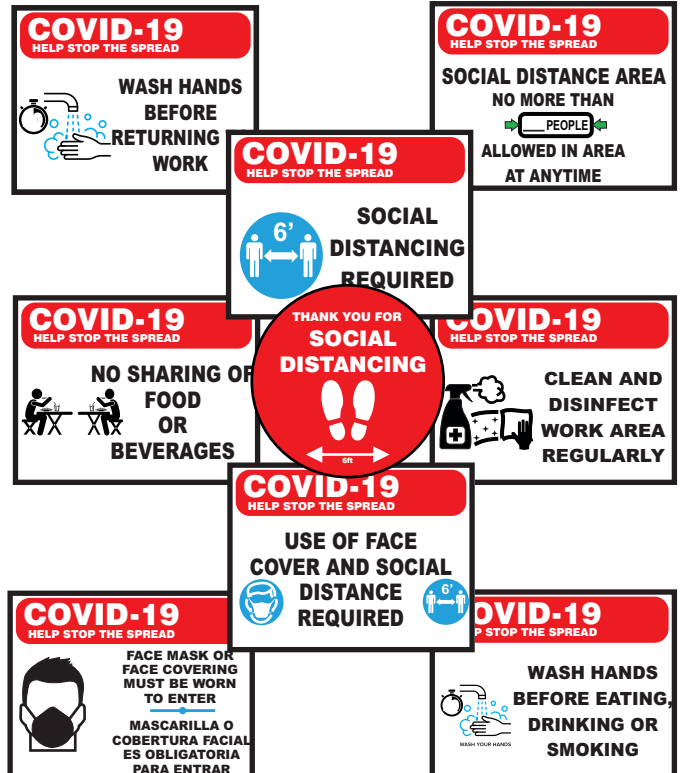 COVID-19
HELP STOP THE SPREAD
WASH HANDS
BEFORE
RETURNING
WORK
COVID-19
HELP STOP THE SPREAD
SOCIAL DISTANCE AREA
NO MORE THAN
___PEOPLE
ALLOWED IN AREA
AT ANYTIME
COVID-19
HELP STOP THE SPREAD
6'
SOCIAL
DISTANCING
REQUIRED
COVID-19
HELP STOP THE SPREAD
NO SHARING OF
FOOD
OR
BEVERAGES
THANK YOU FOR
SOCIAL
DISTANCING
6ft
COVID-19
HELP STOP THE SPREAD
CLEAN AND
DISINFECT
WORK AREA
REGULARLY
COVID-19
HELP STOP THE SPREAD
USE OF FACE
COVER AND SOCIAL
DISTANCE
REQUIRED
6'
COVID-19
HELP STOP THE SPREAD
FACE MASK OR
FACE COVERING
MUST BE WORN
TO ENTER
MASCARILLA O
COBERTURA FACIAL
ES OBLIGATORIA
PARA ENTRAR
OVID-19
P STOP THE SPREAD
WASH HANDS
BEFORE EATING,
DRINKING OR
SMOKING
WASH YOUR HANDS